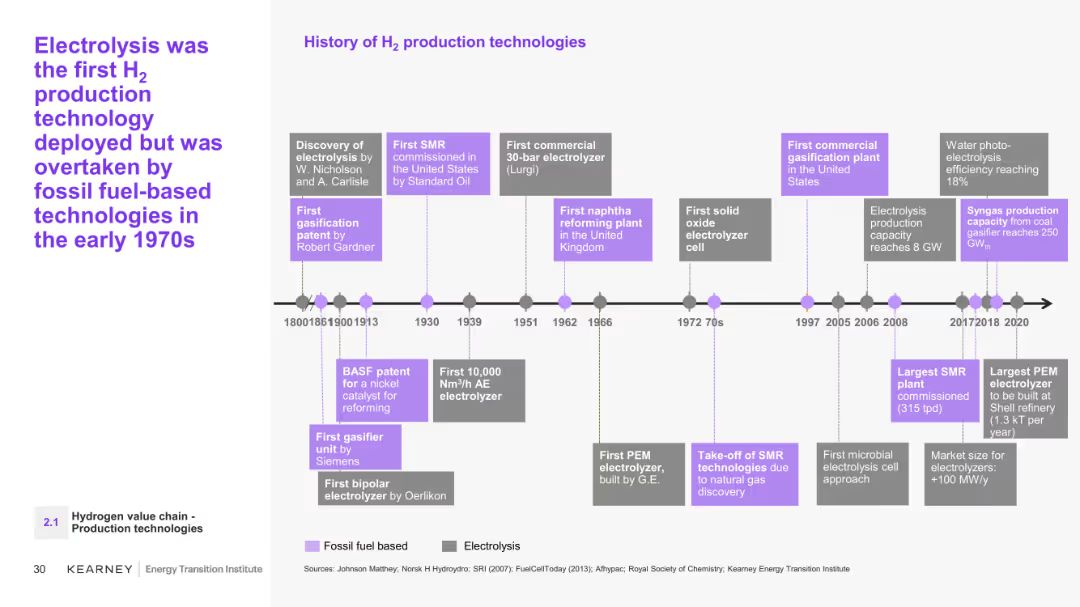 Electrolysis was
the first H2
production
technology
deployed but was
overtaken by
fossil fuel-based
technologies in
the early 1970s
History of H2 production technologies
Discovery of
electrolysis by
W. Nicholson
and A. Carlisle
First SMR
commissioned in
the United States
by Standard Oil
First commercial
30-bar electrolyzer
(Lurgi)
First commercial
gasification plant
in the United
States
Water photo-
electrolysis
efficiency reaching
18%
First
gasification
patent by
Robert Gardner
First naphtha
reforming plant
in the United
Kingdom
First solid
oxide
electrolyzer
cell
Electrolysis
production
capacity
reaches 8 GW
Syngas production
capacity from coal
gasifier reaches 250
GWth
1800 1861 1900 1913 1930 1939 1951 1962 1966 1972 70s 1997 2005 2006 2008 2017 2018 2020
BASF patent
for a nickel
catalyst for
reforming
First 10,000
Nm3/h AE
electrolyzer
Largest SMR
plant
commissioned
(315 tpd)
Largest PEM
electrolyzer
to be built at
Shell refinery
(1.3 kT per
year)
First gasifier
unit by
Siemens
First bipolar
electrolyzer by Oerlikon
First PEM
electrolyzer,
built by G.E.
Take-off of SMR
technologies due
to natural gas
discovery
First microbial
electrolysis cell
approach
Market size for
electrolyzers:
+100 MW/y
2.1
Hydrogen value chain -
Production technologies
Fossil fuel based
Electrolysis
30
KEARNEY
Energy Transition Institute
Sources: Johnson Matthey; Norsk H Hydroydro; SRI (2007); FuelCellToday (2013); Afhypac; Royal Society of Chemistry; Kearney Energy Transition Institute